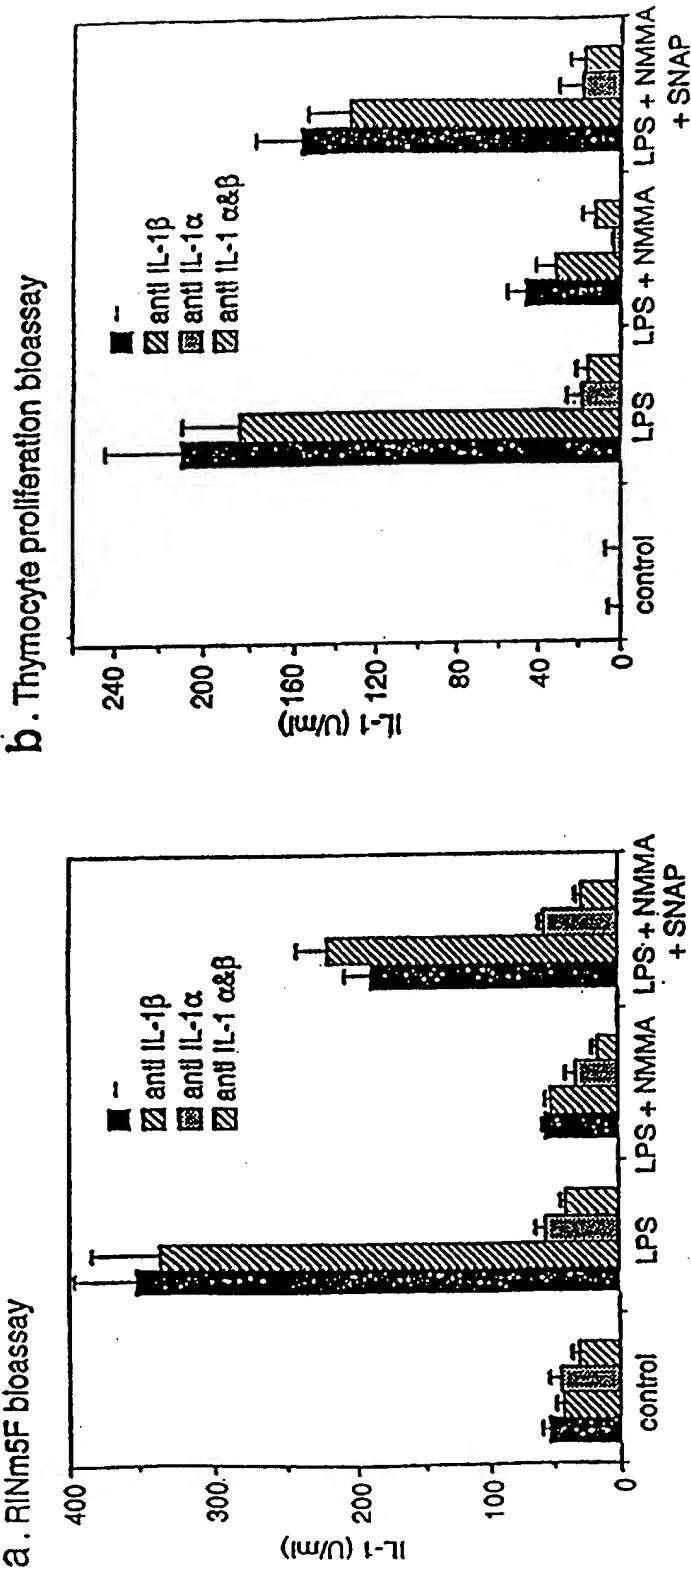 a. RINm5F bioassay
IL-1 (U/ml)
400
300
200
100
0
--
anti IL-1β
anti IL-1α
anti IL-1 α&β
control
LPS
LPS + NMMA
LPS + NMMA
+ SNAP
b. Thymocyte proliferation bioassay
IL-1 (U/ml)
240
200
160
120
80
40
0
--
anti IL-1β
anti IL-1α
anti IL-1 α&β
control
LPS
LPS + NMMA
LPS + NMMA
+ SNAP